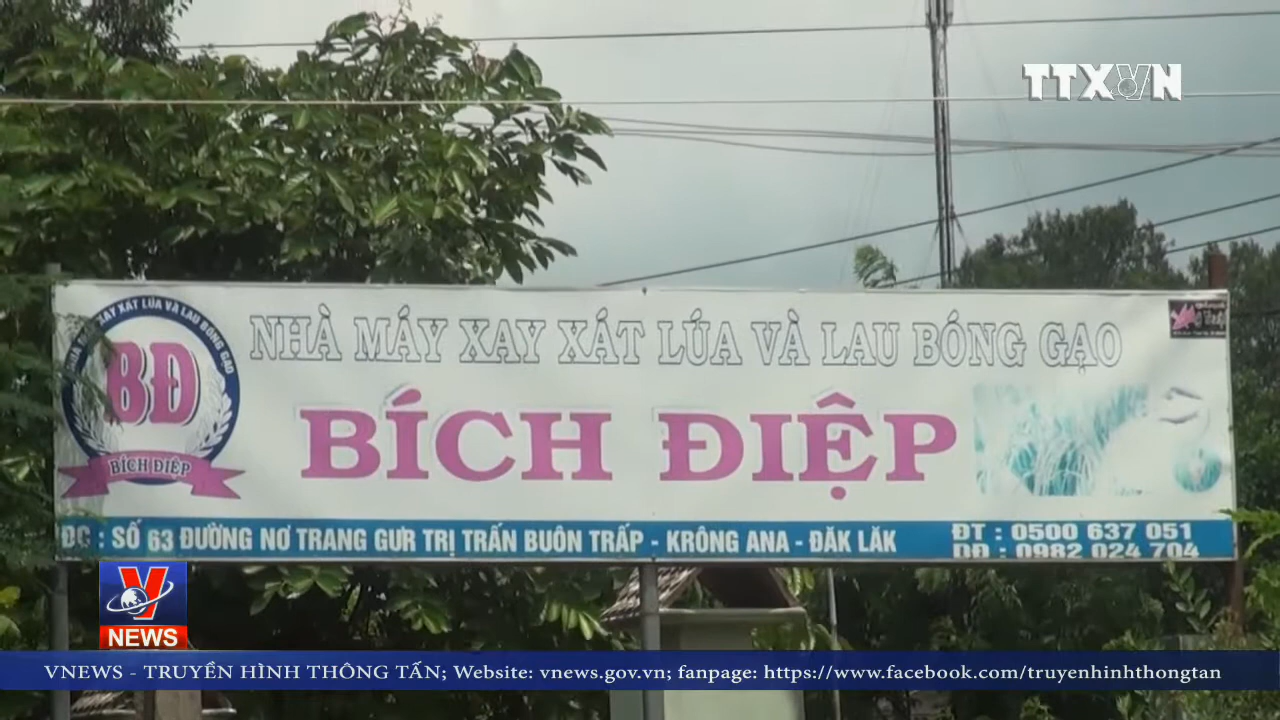 TTXVN
NHÀ MÁY XAY XÁT LÚA VÀ LAU BÓNG GẠO
BĐ
BÍCH ĐIỆP
BÍCH ĐIỆP
ĐC : SỐ 63 ĐƯỜNG NƠ TRANG GƯR TRỊ TRẤN BUÔN TRẤP - KRÔNG ANA - ĐĂK LĂK
ĐT : 0500 637 051
DĐ : 0982 024 704
V
NEWS
VNEWS - TRUYỀN HÌNH THÔNG TẤN; Website: vnews.gov.vn; fanpage: https://www.facebook.com/truyenhinhthongtan